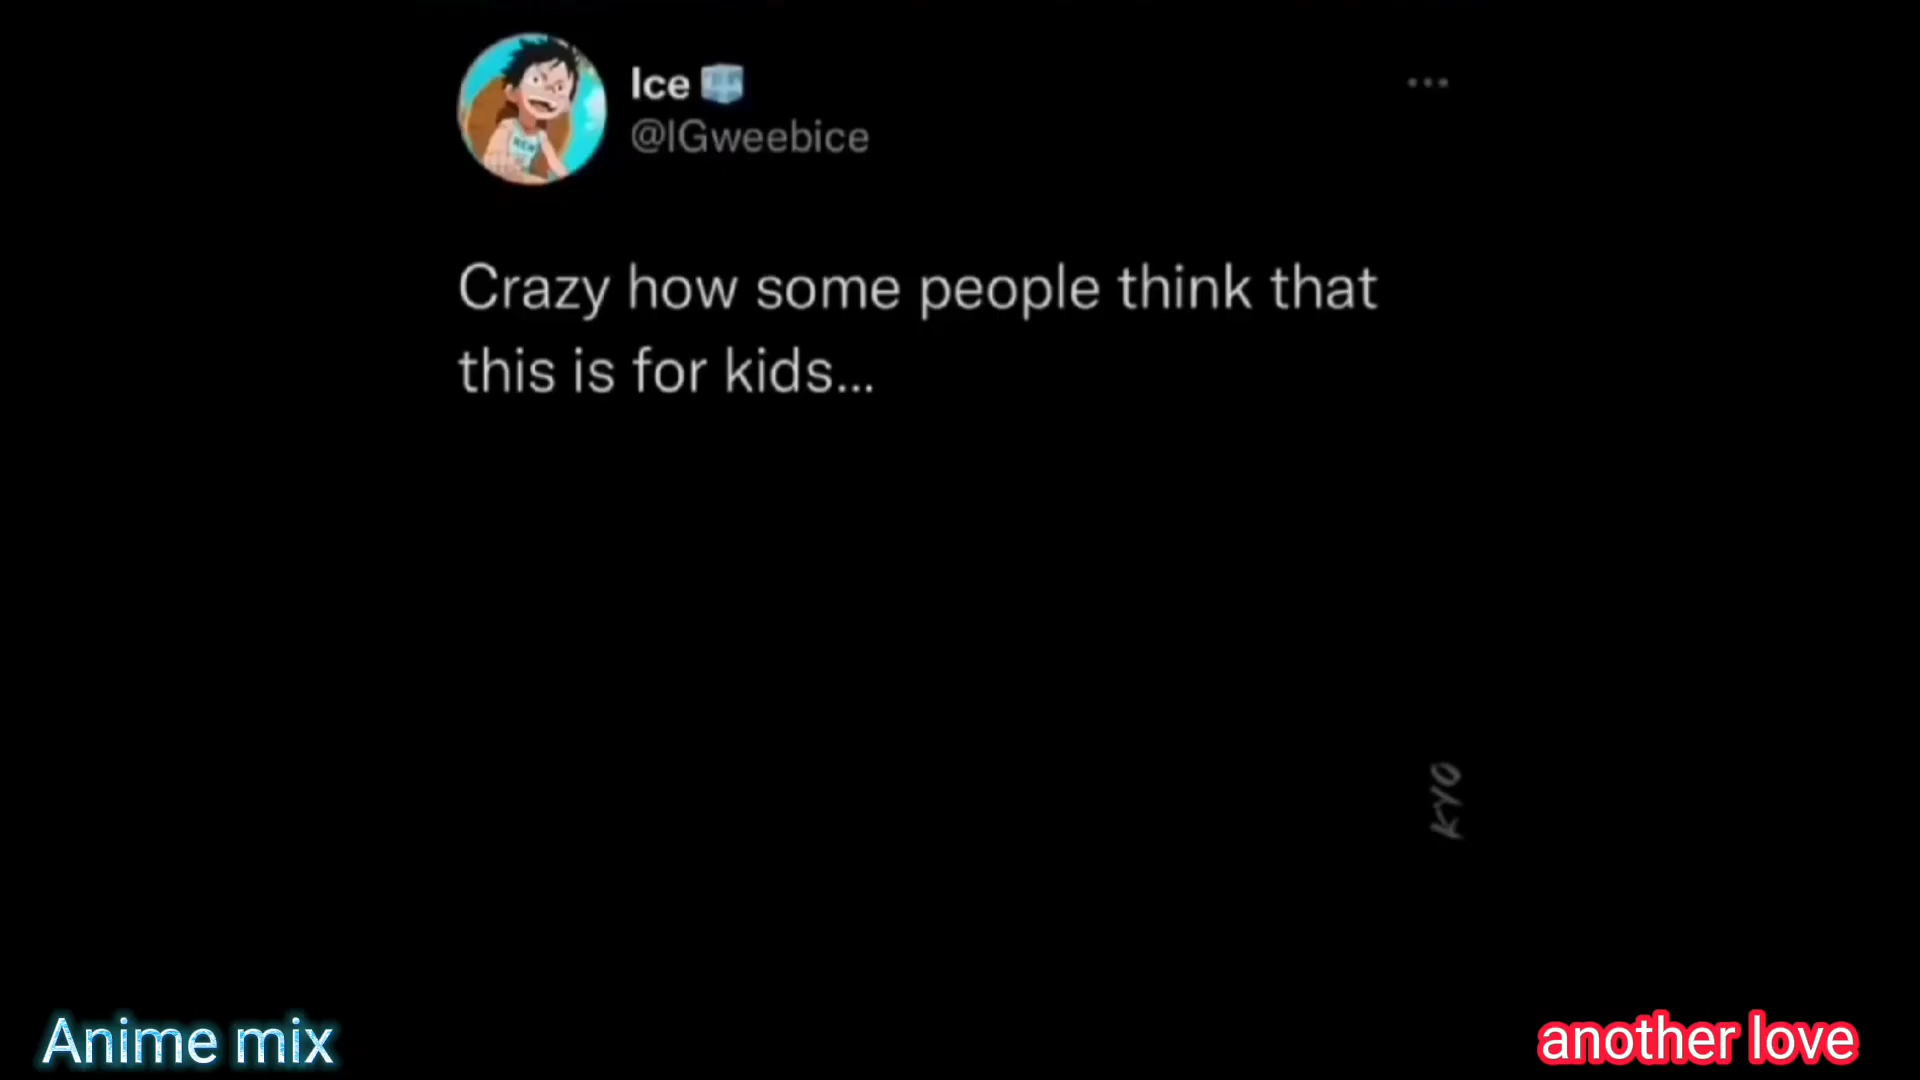 Ice 🧊
@IGweebice
Crazy how some people think that
this is for kids...
KYO
Anime mix
another love